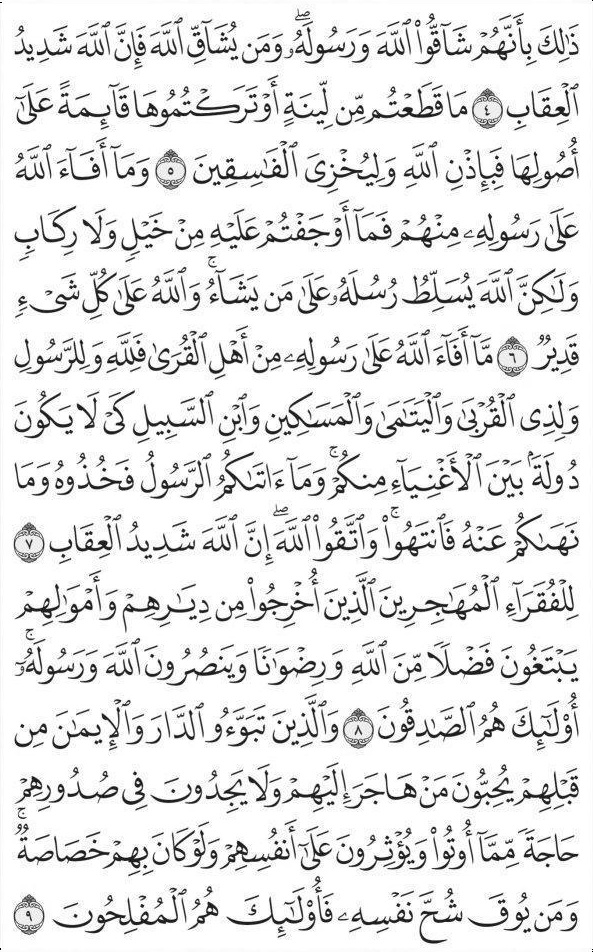 ذَٰلِكَ بِأَنَّهُمْ شَآقُّوا۟ ٱللَّهَ وَرَسُولَهُۥ ۖ وَمَن يُشَآقِّ ٱللَّهَ فَإِنَّ ٱللَّهَ شَدِيدُ
ٱلْعِقَابِ ٤ مَا قَطَعْتُم مِّن لِّينَةٍ أَوْ تَرَكْتُمُوهَا قَآئِمَةً عَلَىٰٓ
أُصُولِهَا فَبِإِذْنِ ٱللَّهِ وَلِيُخْزِىَ ٱلْفَـٰسِقِينَ ٥ وَمَآ أَفَآءَ ٱللَّهُ
عَلَىٰ رَسُولِهِۦ مِنْهُمْ فَمَآ أَوْجَفْتُمْ عَلَيْهِ مِنْ خَيْلٍ وَلَا رِكَابٍ
وَلَـٰكِنَّ ٱللَّهَ يُسَلِّطُ رُسُلَهُۥ عَلَىٰ مَن يَشَآءُ ۚ وَٱللَّهُ عَلَىٰ كُلِّ شَىْءٍ
قَدِيرٌ ٦ مَّآ أَفَآءَ ٱللَّهُ عَلَىٰ رَسُولِهِۦ مِنْ أَهْلِ ٱلْقُرَىٰ فَلِلَّهِ وَلِلرَّسُولِ
وَلِذِى ٱلْقُرْبَىٰ وَٱلْيَتَـٰمَىٰ وَٱلْمَسَـٰكِينِ وَٱبْنِ ٱلسَّبِيلِ كَىْ لَا يَكُونَ
دُولَةًۢ بَيْنَ ٱلْأَغْنِيَآءِ مِنكُمْ ۚ وَمَآ ءَاتَىٰكُمُ ٱلرَّسُولُ فَخُذُوهُ وَمَا
نَهَىٰكُمْ عَنْهُ فَٱنتَهُوا۟ ۚ وَٱتَّقُوا۟ ٱللَّهَ ۖ إِنَّ ٱللَّهَ شَدِيدُ ٱلْعِقَابِ ٧
لِلْفُقَرَآءِ ٱلْمُهَـٰجِرِينَ ٱلَّذِينَ أُخْرِجُوا۟ مِن دِيَـٰرِهِمْ وَأَمْوَٰلِهِمْ
يَبْتَغُونَ فَضْلًا مِّنَ ٱللَّهِ وَرِضْوَٰنًا وَيَنصُرُونَ ٱللَّهَ وَرَسُولَهُۥٓ ۚ
أُو۟لَـٰٓئِكَ هُمُ ٱلصَّـٰدِقُونَ ٨ وَٱلَّذِينَ تَبَوَّءُو ٱلدَّارَ وَٱلْإِيمَـٰنَ مِن
قَبْلِهِمْ يُحِبُّونَ مَنْ هَاجَرَ إِلَيْهِمْ وَلَا يَجِدُونَ فِى صُدُورِهِمْ
حَاجَةً مِّمَّآ أُوتُوا۟ وَيُؤْثِرُونَ عَلَىٰٓ أَنفُسِهِمْ وَلَوْ كَانَ بِهِمْ خَصَاصَةٌ ۚ
وَمَن يُوقَ شُحَّ نَفْسِهِۦ فَأُو۟لَـٰٓئِكَ هُمُ ٱلْمُفْلِحُونَ ٩